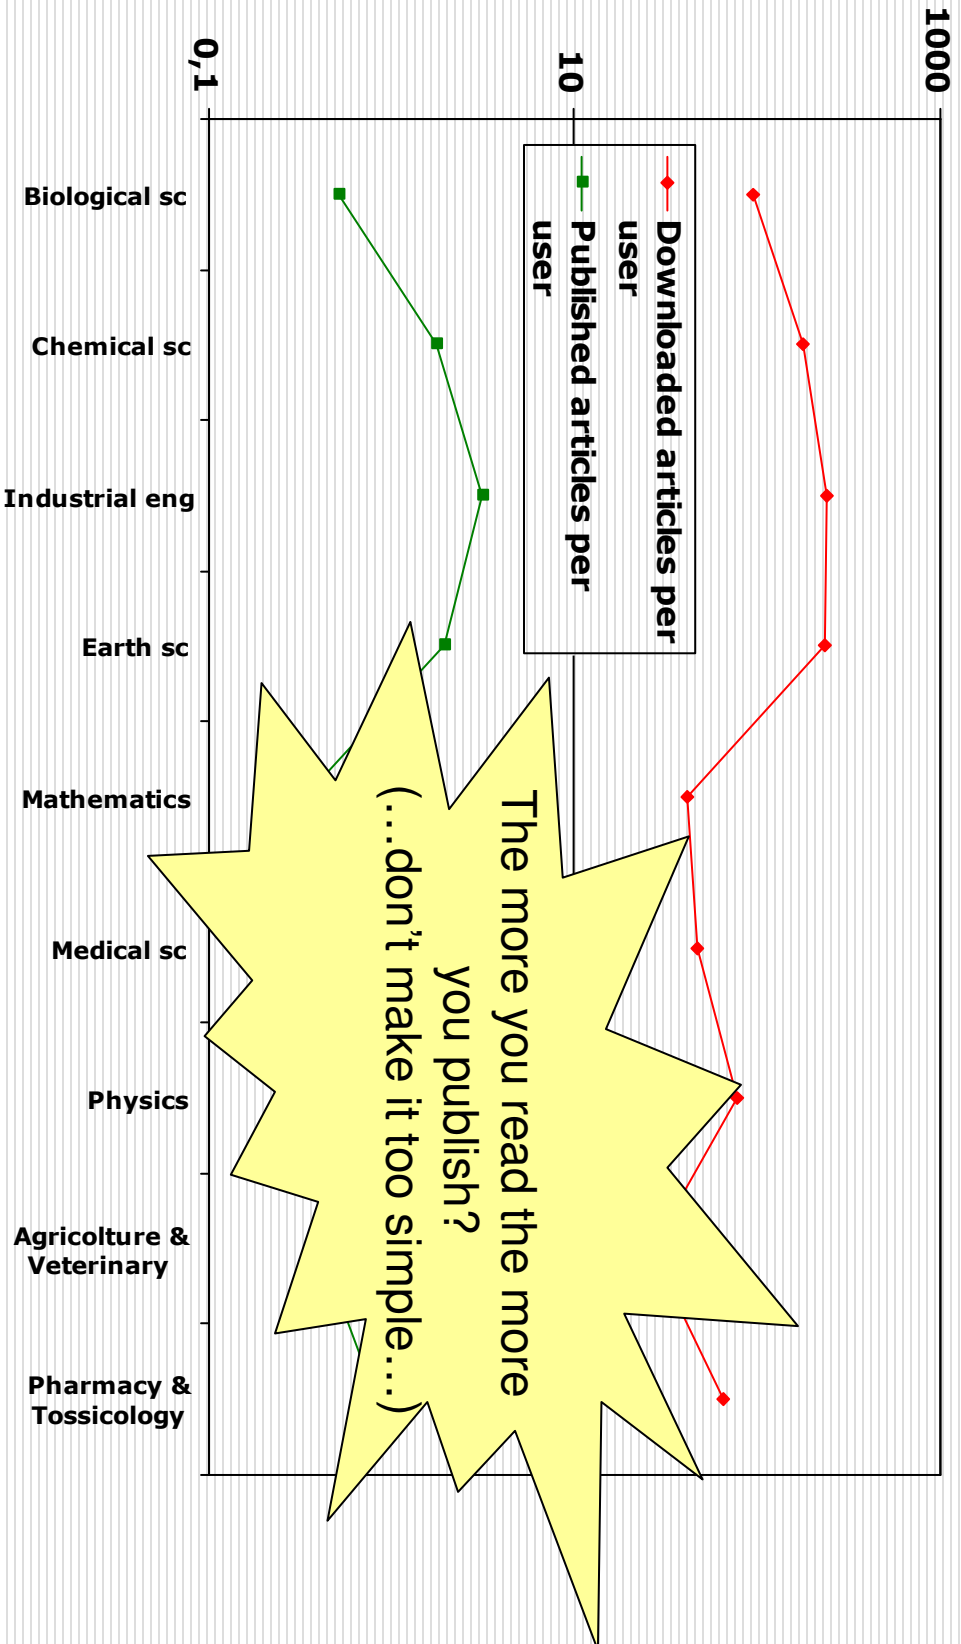 1000
10
0,1
Downloaded articles per
user
Published articles per
user
Biological sc
Chemical sc
Industrial eng
Earth sc
Mathematics
Medical sc
Physics
Agricolture &
Veterinary
Pharmacy &
Tossicology
The more you read the more
you publish?
(…don’t make it too simple…)